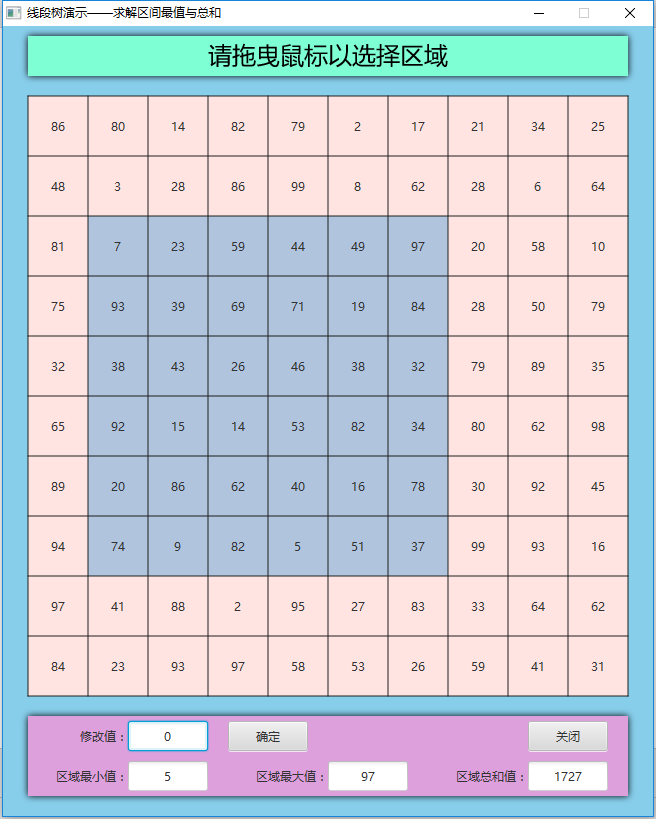 线段树演示——求解区间最值与总和
请拖曳鼠标以选择区域
86 80 14 82 79 2 17 21 34 25
48 3 28 86 99 8 62 28 6 64
81 7 23 59 44 49 97 20 58 10
75 93 39 69 71 19 84 28 50 79
32 38 43 26 46 38 32 79 89 35
65 92 15 14 53 82 34 80 62 98
89 20 86 62 40 16 78 30 92 45
94 74 9 82 5 51 37 99 93 16
97 41 88 2 95 27 83 33 64 62
84 23 93 97 58 53 26 59 41 31
修改值： 0 确定 关闭
区域最小值： 5 区域最大值： 97 区域总和值： 1727